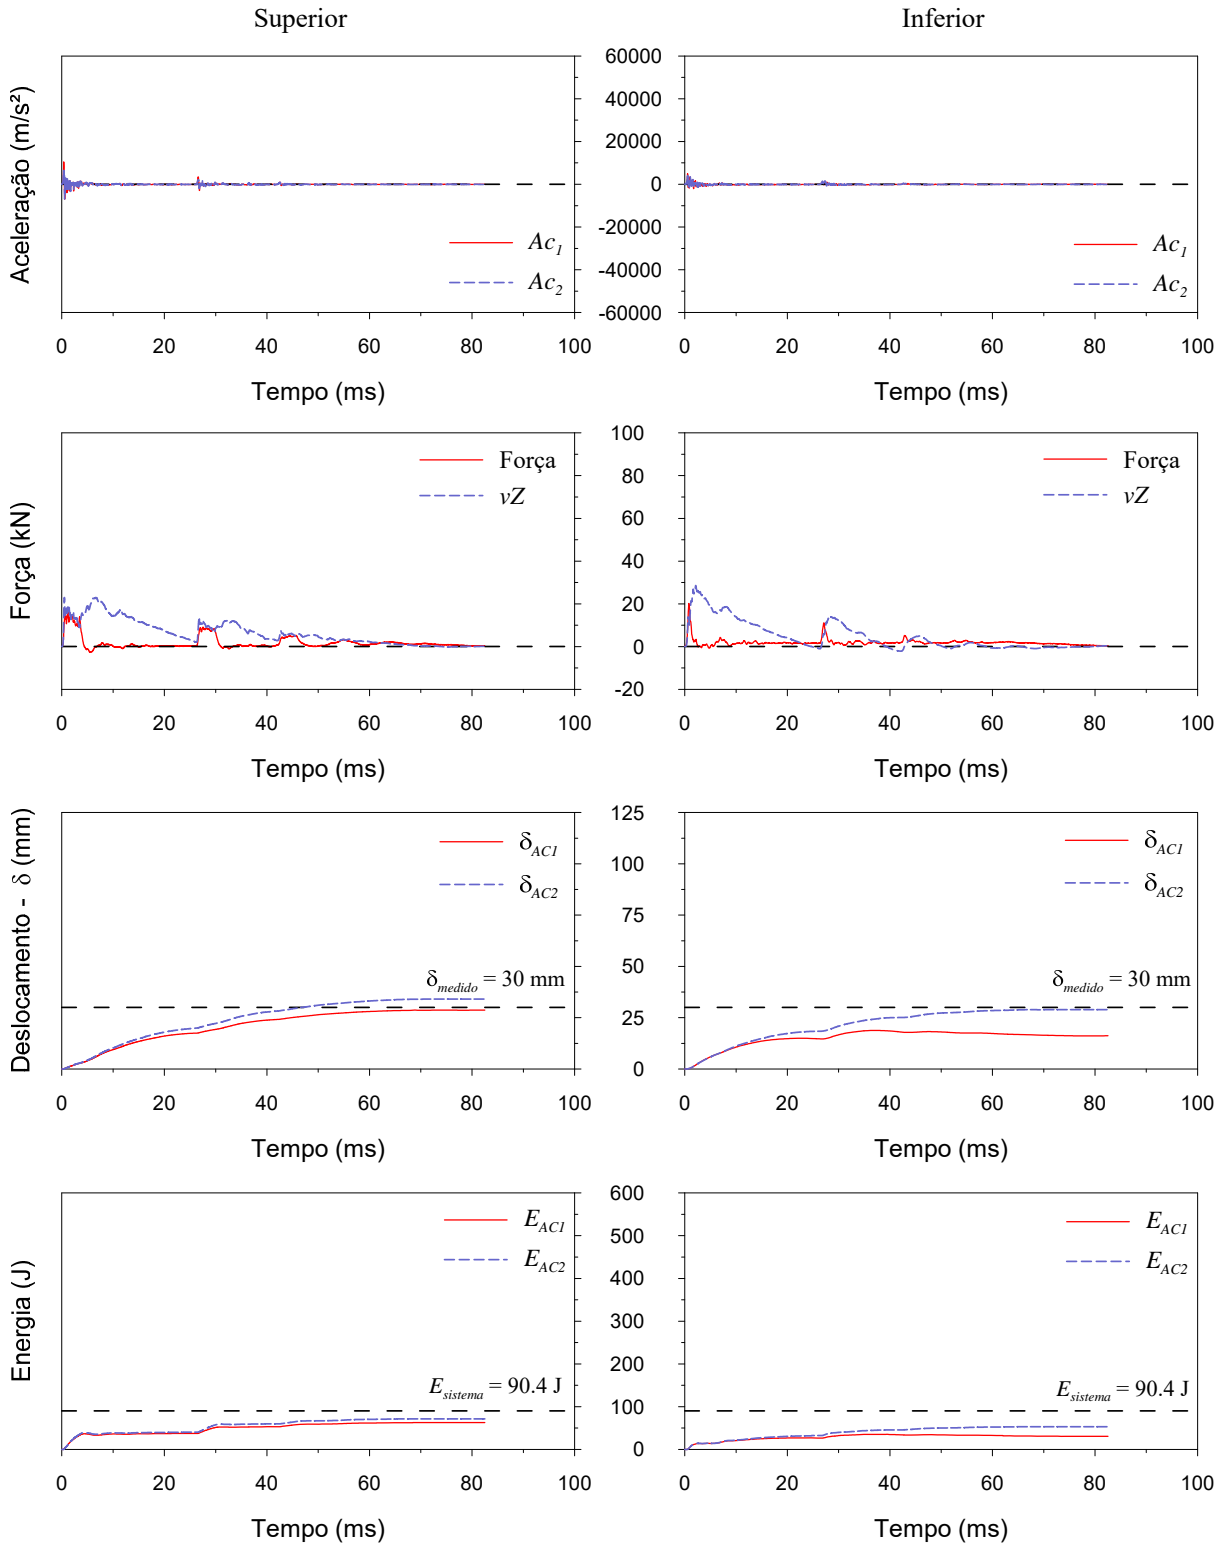 Superior
Inferior
Aceleração (m/s²)
60000
40000
20000
0
-20000
-40000
-60000
Ac1
Ac2
Ac1
Ac2
0 20 40 60 80 100
0 20 40 60 80 100
Tempo (ms)
Tempo (ms)
Força (kN)
100
80
60
40
20
0
-20
Força
vZ
Força
vZ
0 20 40 60 80 100
0 20 40 60 80 100
Tempo (ms)
Tempo (ms)
Deslocamento - δ (mm)
125
100
75
50
25
0
δAC1
δAC2
δmedido = 30 mm
δAC1
δAC2
δmedido = 30 mm
0 20 40 60 80 100
0 20 40 60 80 100
Tempo (ms)
Tempo (ms)
Energia (J)
600
500
400
300
200
100
0
EAC1
EAC2
Esistema = 90.4 J
EAC1
EAC2
Esistema = 90.4 J
0 20 40 60 80 100
0 20 40 60 80 100
Tempo (ms)
Tempo (ms)